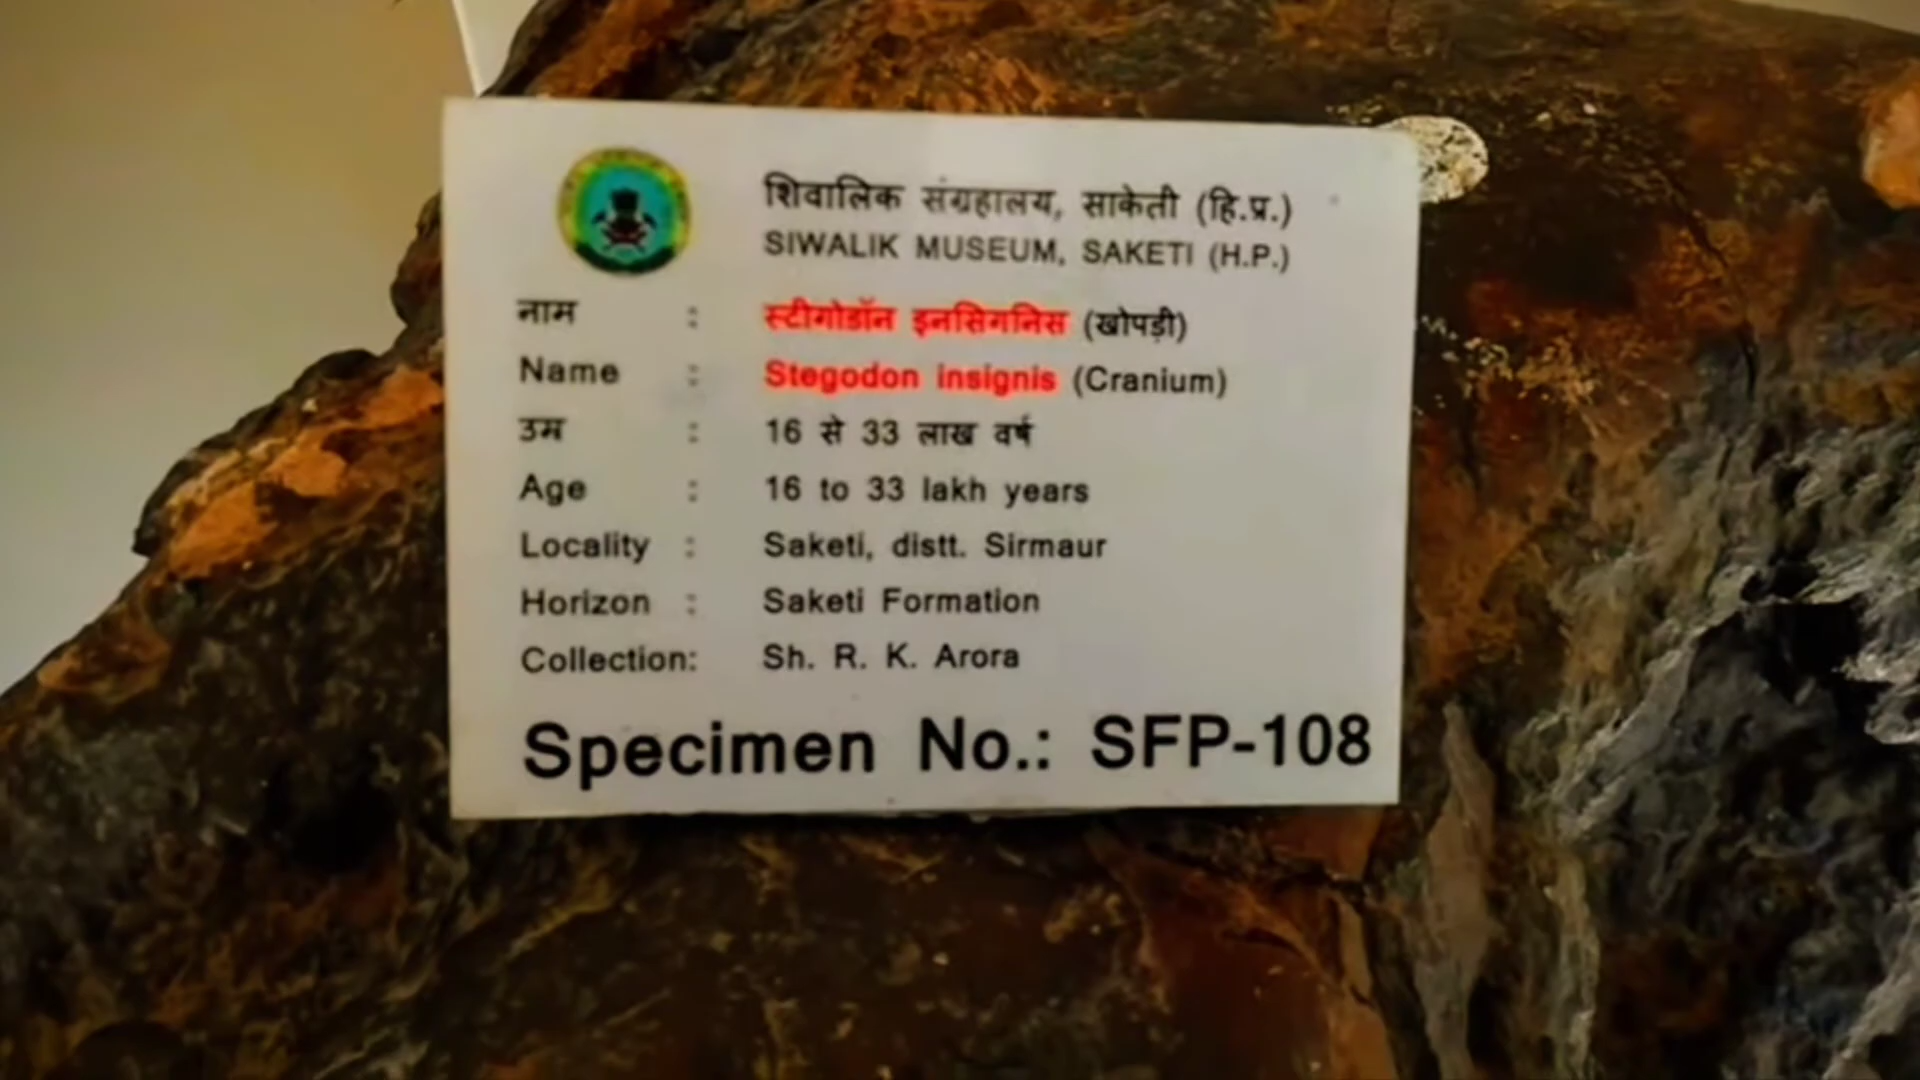 शिवालिक संग्रहालय, साकेती (हि.प्र.)
SIWALIK MUSEUM, SAKETI (H.P.)
नाम : स्टीगोडॉन इनसिगनिस (खोपड़ी)
Name : Stegodon insignis (Cranium)
उम्र : 16 से 33 लाख वर्ष
Age : 16 to 33 lakh years
Locality : Saketi, distt. Sirmaur
Horizon : Saketi Formation
Collection: Sh. R. K. Arora
Specimen No.: SFP-108